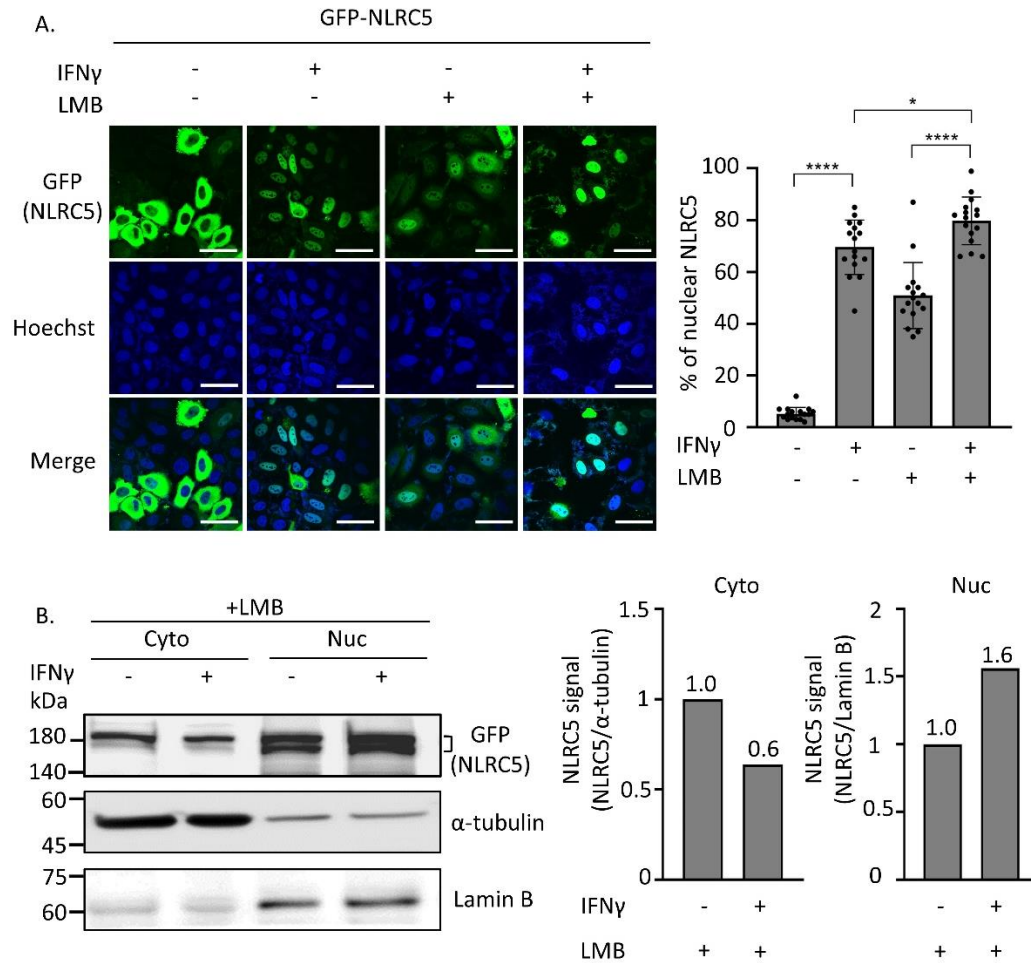 A.
GFP-NLRC5
IFNγ - + - +
LMB - - + +
GFP
(NLRC5)
Hoechst
Merge
*
**** ****
% of nuclear NLRC5
100
80
60
40
20
0
IFNγ - + - +
LMB - - + +
B.
+LMB
Cyto Nuc
IFNγ - + - +
kDa
180
140
GFP
(NLRC5)
60
45
α-tubulin
75
60
Lamin B
Cyto
NLRC5 signal
(NLRC5/α-tubulin)
1.5
1
0.5
0
1.0
0.6
IFNγ - +
LMB + +
Nuc
NLRC5 signal
(NLRC5/Lamin B)
2
1.5
1
0.5
0
1.0
1.6
- +
+ +